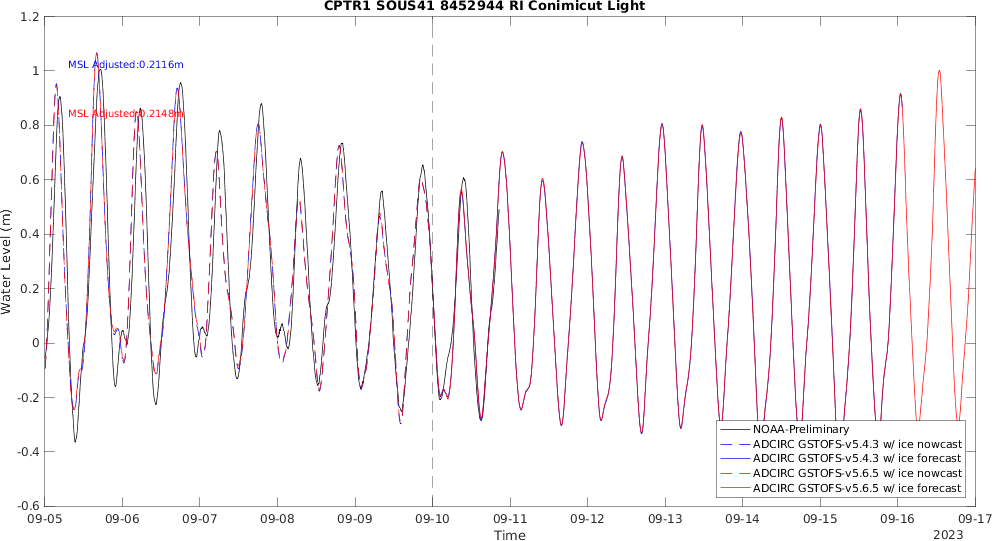 CPTR1 SOUS41 8452944 RI Conimicut Light
1.2
1
0.8
0.6
0.4
0.2
0
-0.2
-0.4
-0.6
Water Level (m)
MSL Adjusted:0.2116m
MSL Adjusted:0.2148m
NOAA-Preliminary
ADCIRC GSTOFS-v5.4.3 w/ ice nowcast
ADCIRC GSTOFS-v5.4.3 w/ ice forecast
ADCIRC GSTOFS-v5.6.5 w/ ice nowcast
ADCIRC GSTOFS-v5.6.5 w/ ice forecast
09-05 09-06 09-07 09-08 09-09 09-10 09-11 09-12 09-13 09-14 09-15 09-16 09-17
Time
2023